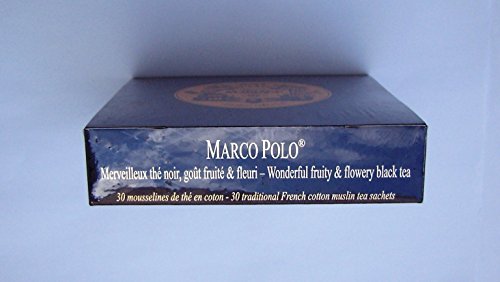 MARCO POLO®
Merveilleux thé noir, goût fruité & fleuri – Wonderful fruity & flowery black tea
30 mousselines de thé en coton - 30 traditional French cotton muslin tea sachets